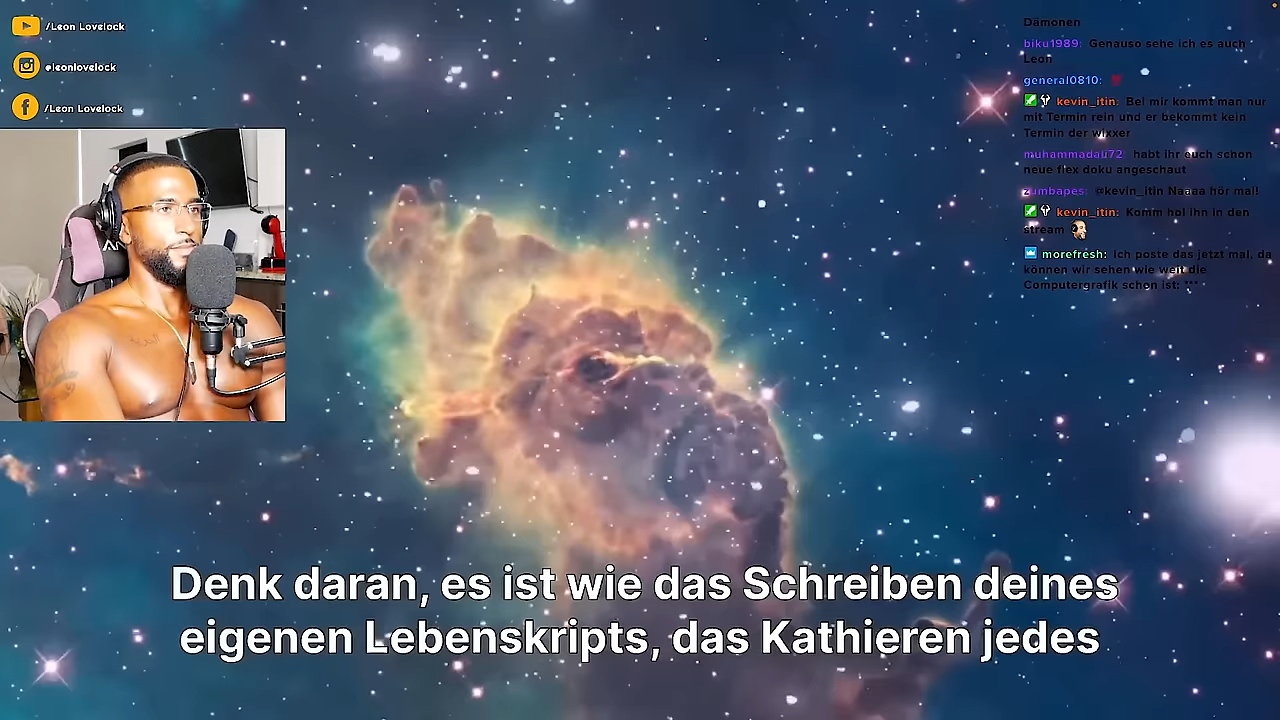 /Leon Lovelock
@leonlovelock
/Leon Lovelock
Dämonen
biku1989: Genauso sehe ich es auch
Leon
general0810:
kevin_itin: Bei mir kommt man nur
mit Termin rein und er bekommt kein
Termin der wixxer
muhammadau72: habt ihr euch schon
neue flex doku angeschaut
zumbapes: @kevin_itin Naaaa hör mal!
kevin_itin: Komm hol ihn in den
stream
morefresh: Ich poste das jetzt mal, da
können wir sehen wie weit die
Computergrafik schon ist: ***
Denk daran, es ist wie das Schreiben deines
eigenen Lebenskripts, das Kathieren jedes